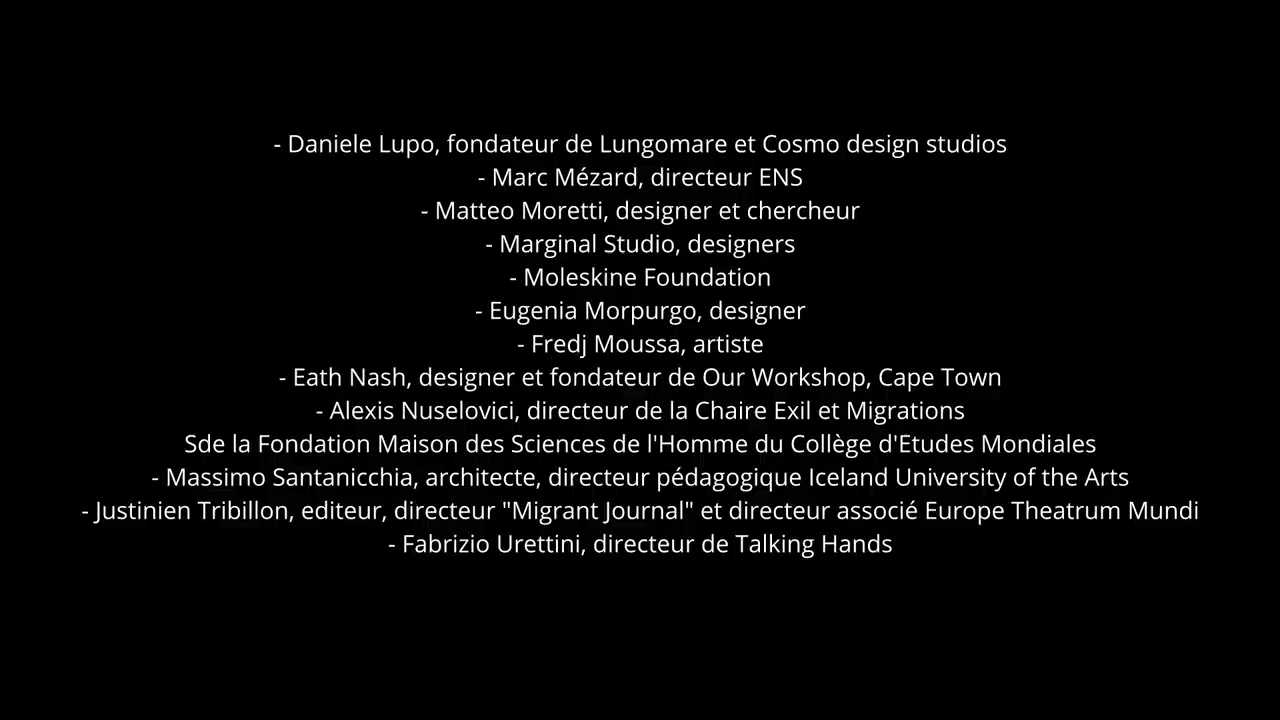 - Daniele Lupo, fondateur de Lungomare et Cosmo design studios
- Marc Mézard, directeur ENS
- Matteo Moretti, designer et chercheur
- Marginal Studio, designers
- Moleskine Foundation
- Eugenia Morpurgo, designer
- Fredj Moussa, artiste
- Eath Nash, designer et fondateur de Our Workshop, Cape Town
- Alexis Nuselovici, directeur de la Chaire Exil et Migrations
Sde la Fondation Maison des Sciences de l'Homme du Collège d'Etudes Mondiales
- Massimo Santanicchia, architecte, directeur pédagogique Iceland University of the Arts
- Justinien Tribillon, editeur, directeur "Migrant Journal" et directeur associé Europe Theatrum Mundi
- Fabrizio Urettini, directeur de Talking Hands